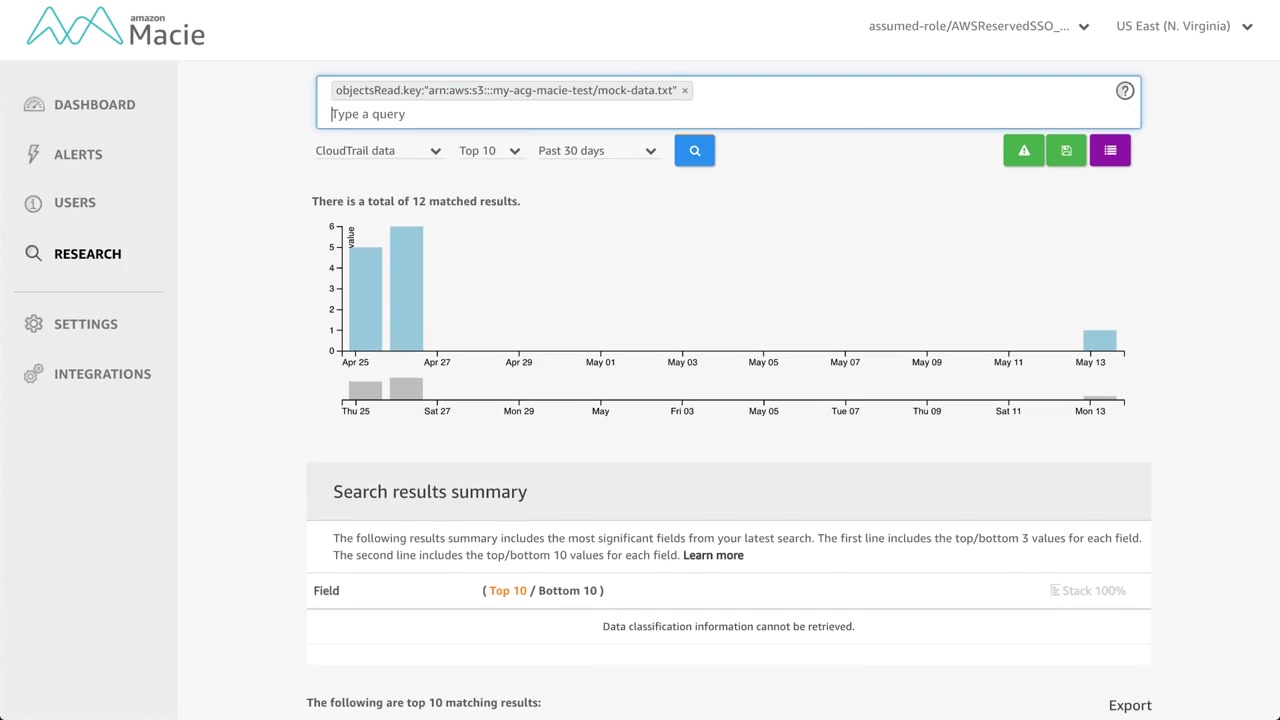 amazon
Macie
assumed-role/AWSReservedSSO_...
US East (N. Virginia)
DASHBOARD
ALERTS
USERS
RESEARCH
SETTINGS
INTEGRATIONS
objectsRead.key:"arn:aws:s3:::my-acg-macie-test/mock-data.txt" ×
Type a query
?
CloudTrail data
Top 10
Past 30 days
There is a total of 12 matched results.
value
6
5
4
3
2
1
0
Apr 25 Apr 27 Apr 29 May 01 May 03 May 05 May 07 May 09 May 11 May 13
Thu 25 Sat 27 Mon 29 May Fri 03 May 05 Tue 07 Thu 09 Sat 11 Mon 13
Search results summary
The following results summary includes the most significant fields from your latest search. The first line includes the top/bottom 3 values for each field.
The second line includes the top/bottom 10 values for each field. Learn more
Field ( Top 10 / Bottom 10 ) Stack 100%
Data classification information cannot be retrieved.
The following are top 10 matching results:
Export